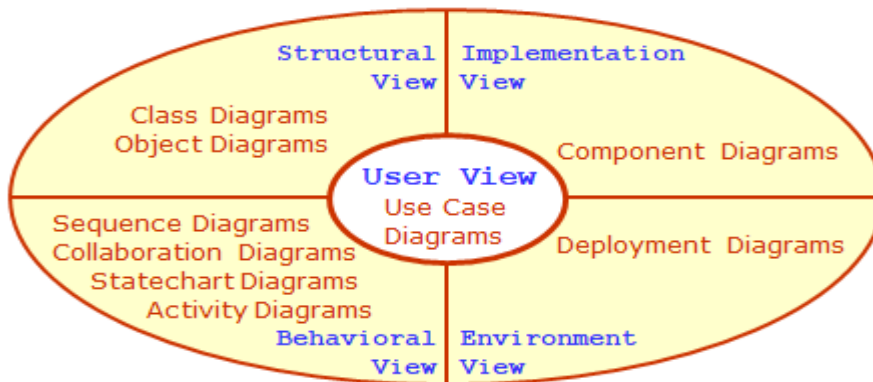 Structural
View
Implementation
View
Class Diagrams
Object Diagrams
Component Diagrams
User View
Use Case
Diagrams
Sequence Diagrams
Collaboration Diagrams
Statechart Diagrams
Activity Diagrams
Deployment Diagrams
Behavioral
View
Environment
View